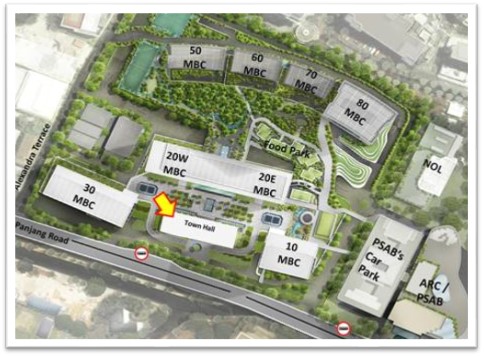 50
MBC
60
MBC
70
MBC
80
MBC
Food Park
NOL
20W
MBC
20E
MBC
Alexandra Terrace
30
MBC
Town Hall
10
MBC
PSAB's
Car
Park
ARC /
PSAB
Panjang Road